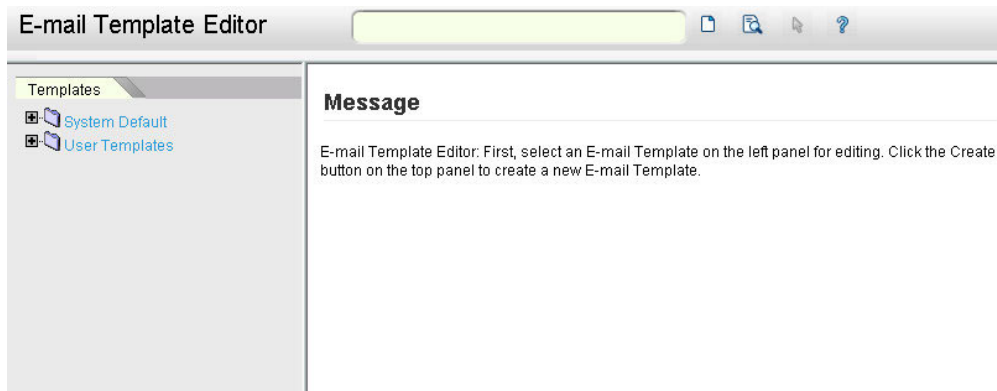 E-mail Template Editor
Templates
System Default
User Templates
Message
E-mail Template Editor: First, select an E-mail Template on the left panel for editing. Click the Create
button on the top panel to create a new E-mail Template.